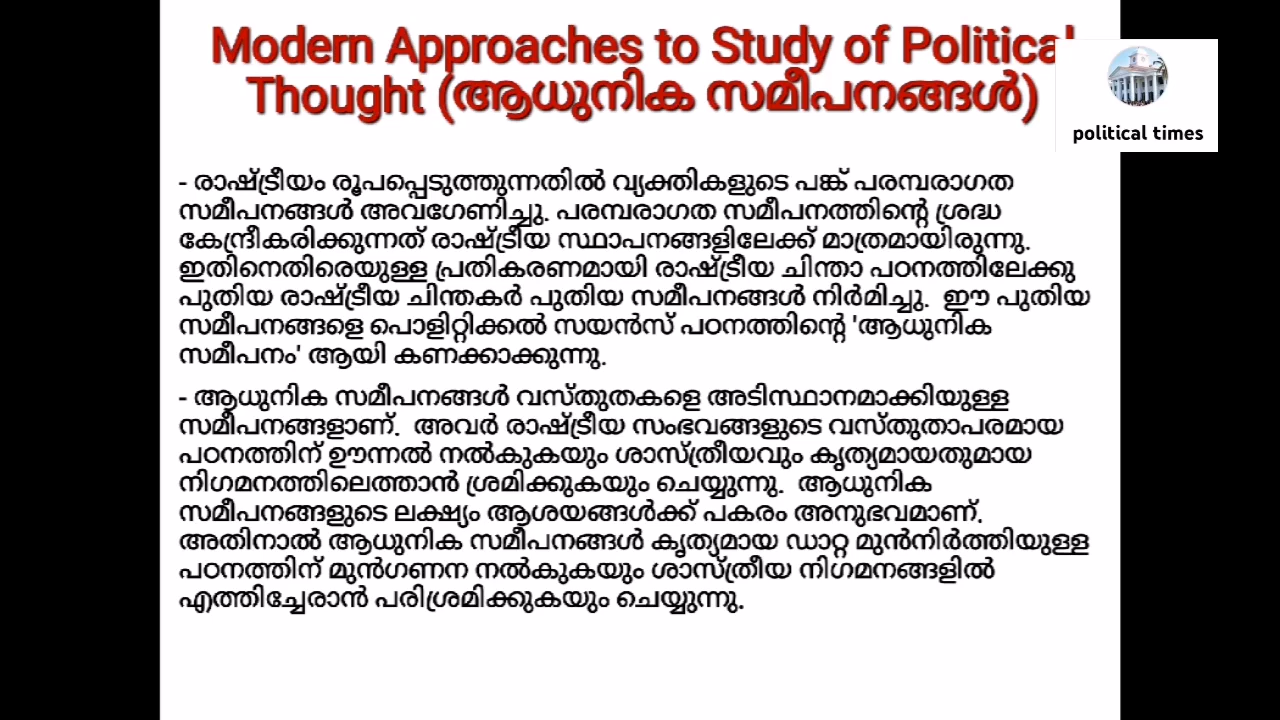 Modern Approaches to Study of Political
Thought (ആധുനിക സമീപനങ്ങൾ)
political times
- രാഷ്ട്രീയം രൂപപ്പെടുത്തുന്നതിൽ വ്യക്തികളുടെ പങ്ക് പരമ്പരാഗത
സമീപനങ്ങൾ അവഗേണിച്ചു. പരമ്പരാഗത സമീപനത്തിന്റെ ശ്രദ്ധ
കേന്ദ്രീകരിക്കുന്നത് രാഷ്ട്രീയ സ്ഥാപനങ്ങളിലേക്ക് മാത്രമായിരുന്നു.
ഇതിനെതിരെയുള്ള പ്രതികരണമായി രാഷ്ട്രീയ ചിന്താ പഠനത്തിലേക്കു
പുതിയ രാഷ്ട്രീയ ചിന്തകർ പുതിയ സമീപനങ്ങൾ നിർമിച്ചു. ഈ പുതിയ
സമീപനങ്ങളെ പൊളിറ്റിക്കൽ സയൻസ് പഠനത്തിന്റെ 'ആധുനിക
സമീപനം' ആയി കണക്കാക്കുന്നു.
- ആധുനിക സമീപനങ്ങൾ വസ്തുതകളെ അടിസ്ഥാനമാക്കിയുള്ള
സമീപനങ്ങളാണ്. അവർ രാഷ്ട്രീയ സംഭവങ്ങളുടെ വസ്തുതാപരമായ
പഠനത്തിന് ഊന്നൽ നൽകുകയും ശാസ്ത്രീയവും കൃത്യമായതുമായ
നിഗമനത്തിലെത്താൻ ശ്രമിക്കുകയും ചെയ്യുന്നു. ആധുനിക
സമീപനങ്ങളുടെ ലക്ഷ്യം ആശയങ്ങൾക്ക് പകരം അനുഭവമാണ്.
അതിനാൽ ആധുനിക സമീപനങ്ങൾ കൃത്യമായ ഡാറ്റ മുൻനിർത്തിയുള്ള
പഠനത്തിന് മുൻഗണന നൽകുകയും ശാസ്ത്രീയ നിഗമനങ്ങളിൽ
എത്തിച്ചേരാൻ പരിശ്രമിക്കുകയും ചെയ്യുന്നു.